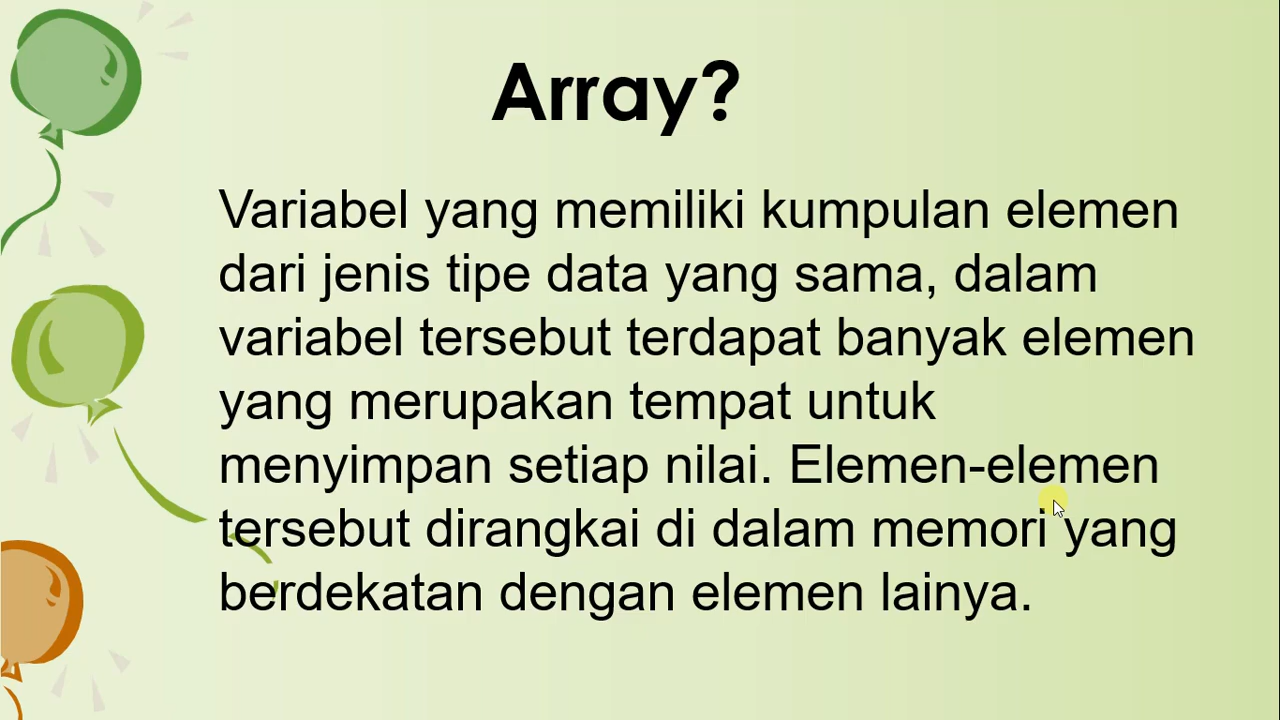 Array?
Variabel yang memiliki kumpulan elemen
dari jenis tipe data yang sama, dalam
variabel tersebut terdapat banyak elemen
yang merupakan tempat untuk
menyimpan setiap nilai. Elemen-elemen
tersebut dirangkai di dalam memori yang
berdekatan dengan elemen lainya.